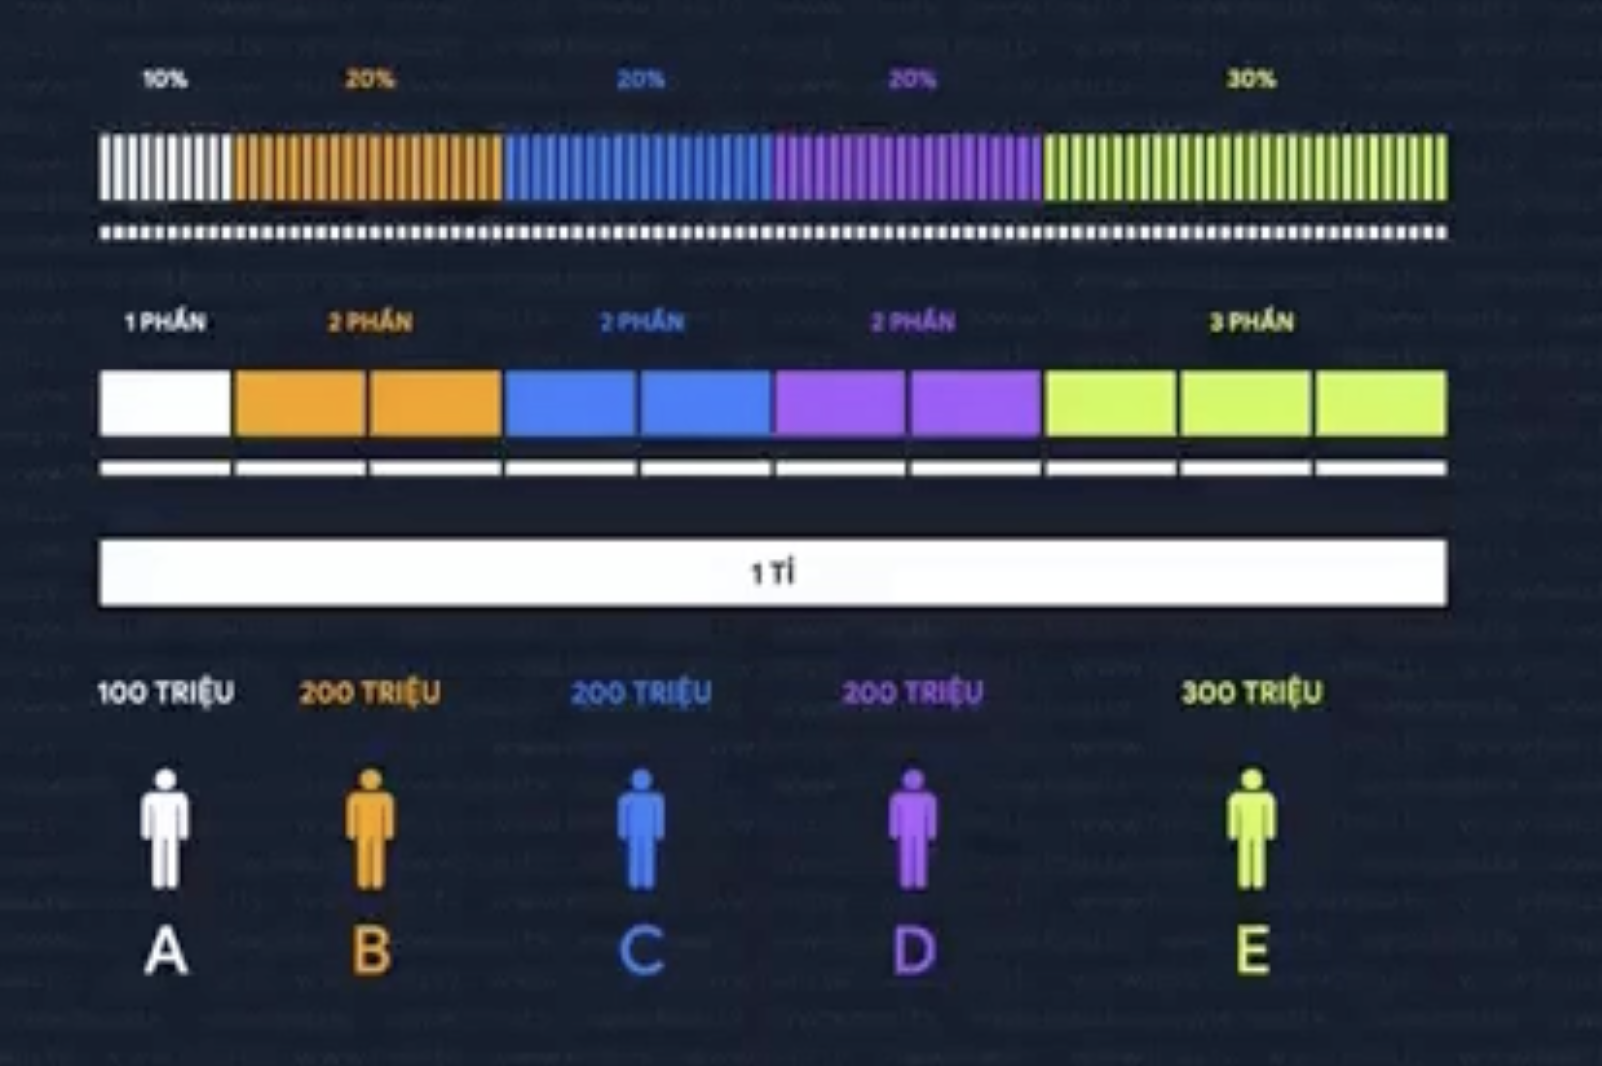 10% 20% 20% 20% 30%
1 PHẦN 2 PHẦN 2 PHẦN 2 PHẦN 3 PHẦN
1 TỈ
100 TRIỆU 200 TRIỆU 200 TRIỆU 200 TRIỆU 300 TRIỆU
A B C D E